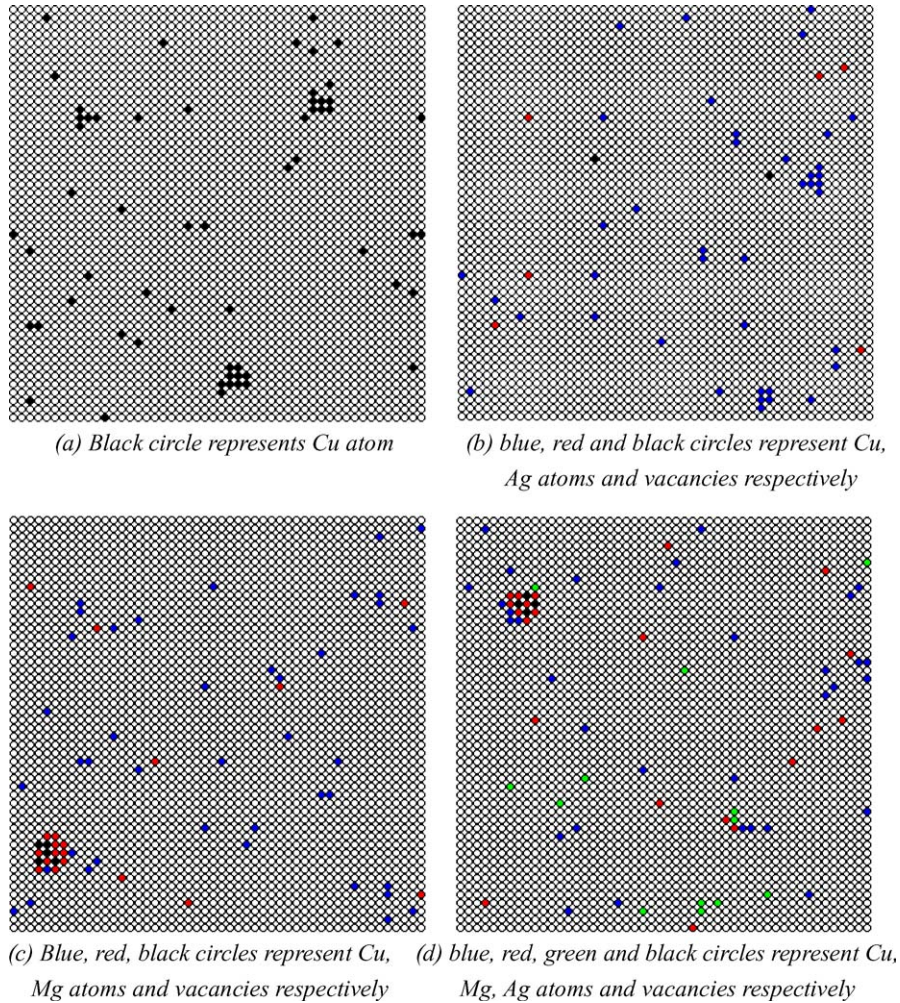 (a) Black circle represents Cu atom
(b) blue, red and black circles represent Cu,
Ag atoms and vacancies respectively
(c) Blue, red, black circles represent Cu,
Mg atoms and vacancies respectively
(d) blue, red, green and black circles represent Cu,
Mg, Ag atoms and vacancies respectively